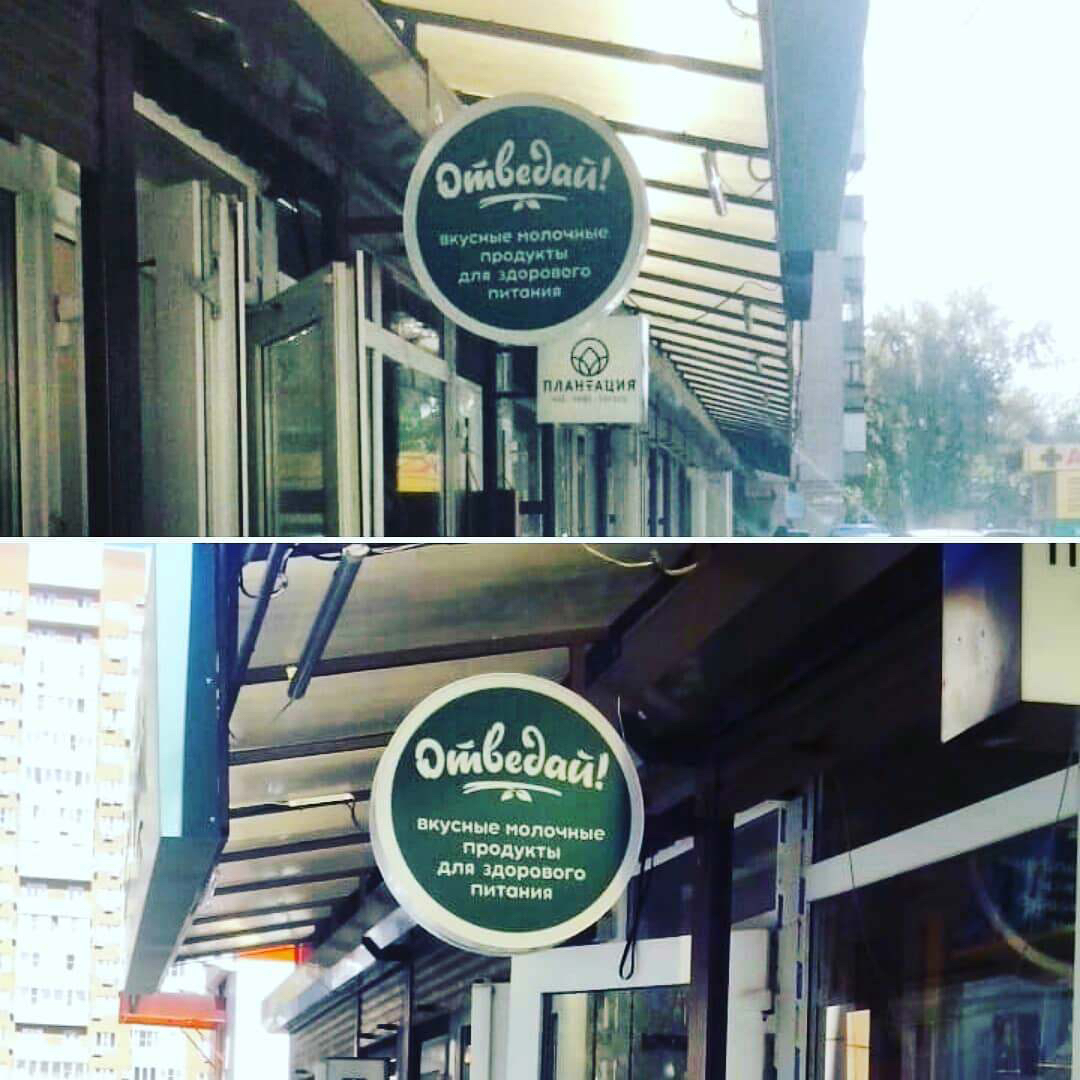 Отведай!
вкусные молочные
продукты
для здорового
питания
ПЛАНТАЦИЯ
Отведай!
вкусные молочные
продукты
для здорового
питания